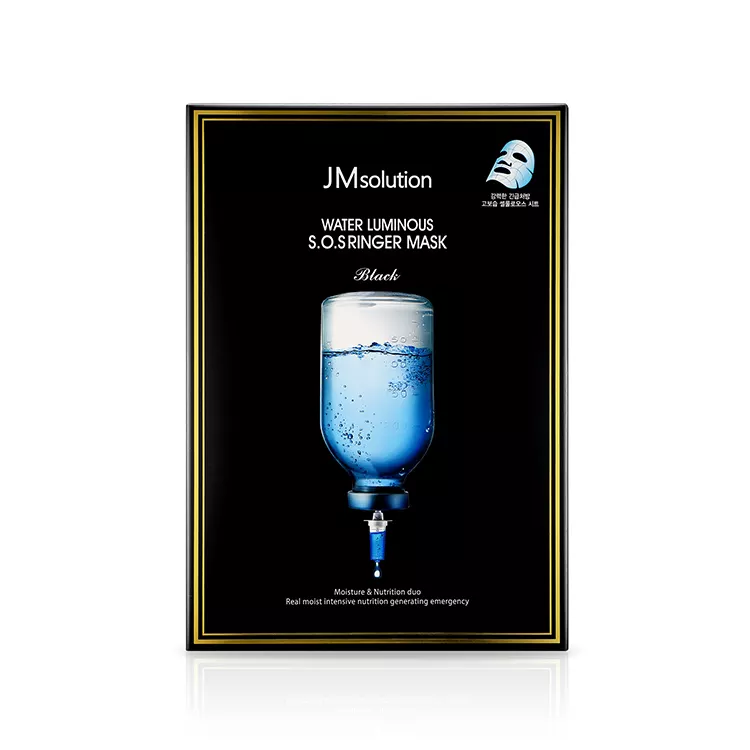 JMsolution
강력한 긴급처방
고보습 셀룰로오스 시트
WATER LUMINOUS
S.O.S RINGER MASK
Black
Moisture & Nutrition duo
Real moist intensive nutrition generating emergency